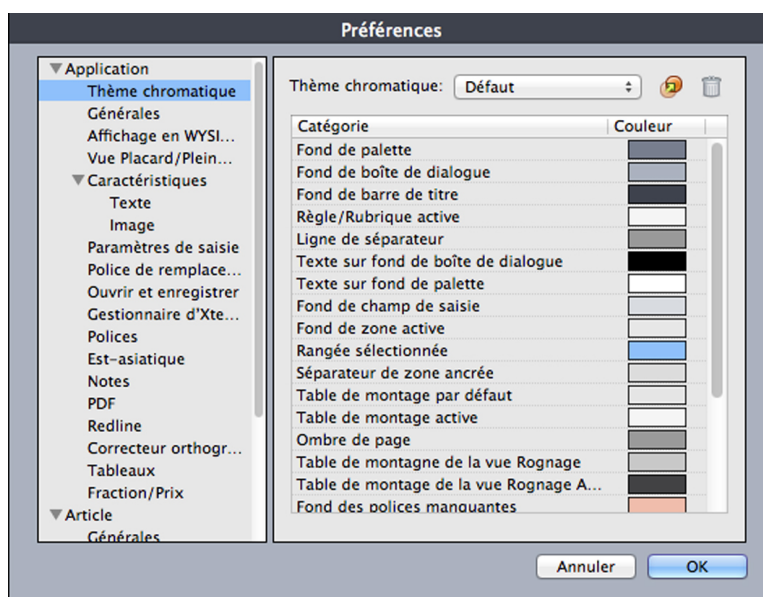 Préférences
Application
Thème chromatique
Générales
Affichage en WYSI...
Vue Placard/Plein...
Caractéristiques
Texte
Image
Paramètres de saisie
Police de remplace...
Ouvrir et enregistrer
Gestionnaire d'Xte...
Polices
Est-asiatique
Notes
PDF
Redline
Correcteur orthogr...
Tableaux
Fraction/Prix
Article
Générales
Thème chromatique: Défaut
Catégorie Couleur
Fond de palette
Fond de boîte de dialogue
Fond de barre de titre
Règle/Rubrique active
Ligne de séparateur
Texte sur fond de boîte de dialogue
Texte sur fond de palette
Fond de champ de saisie
Fond de zone active
Rangée sélectionnée
Séparateur de zone ancrée
Table de montage par défaut
Table de montage active
Ombre de page
Table de montagne de la vue Rognage
Table de montage de la vue Rognage A...
Fond des polices manquantes
Annuler OK